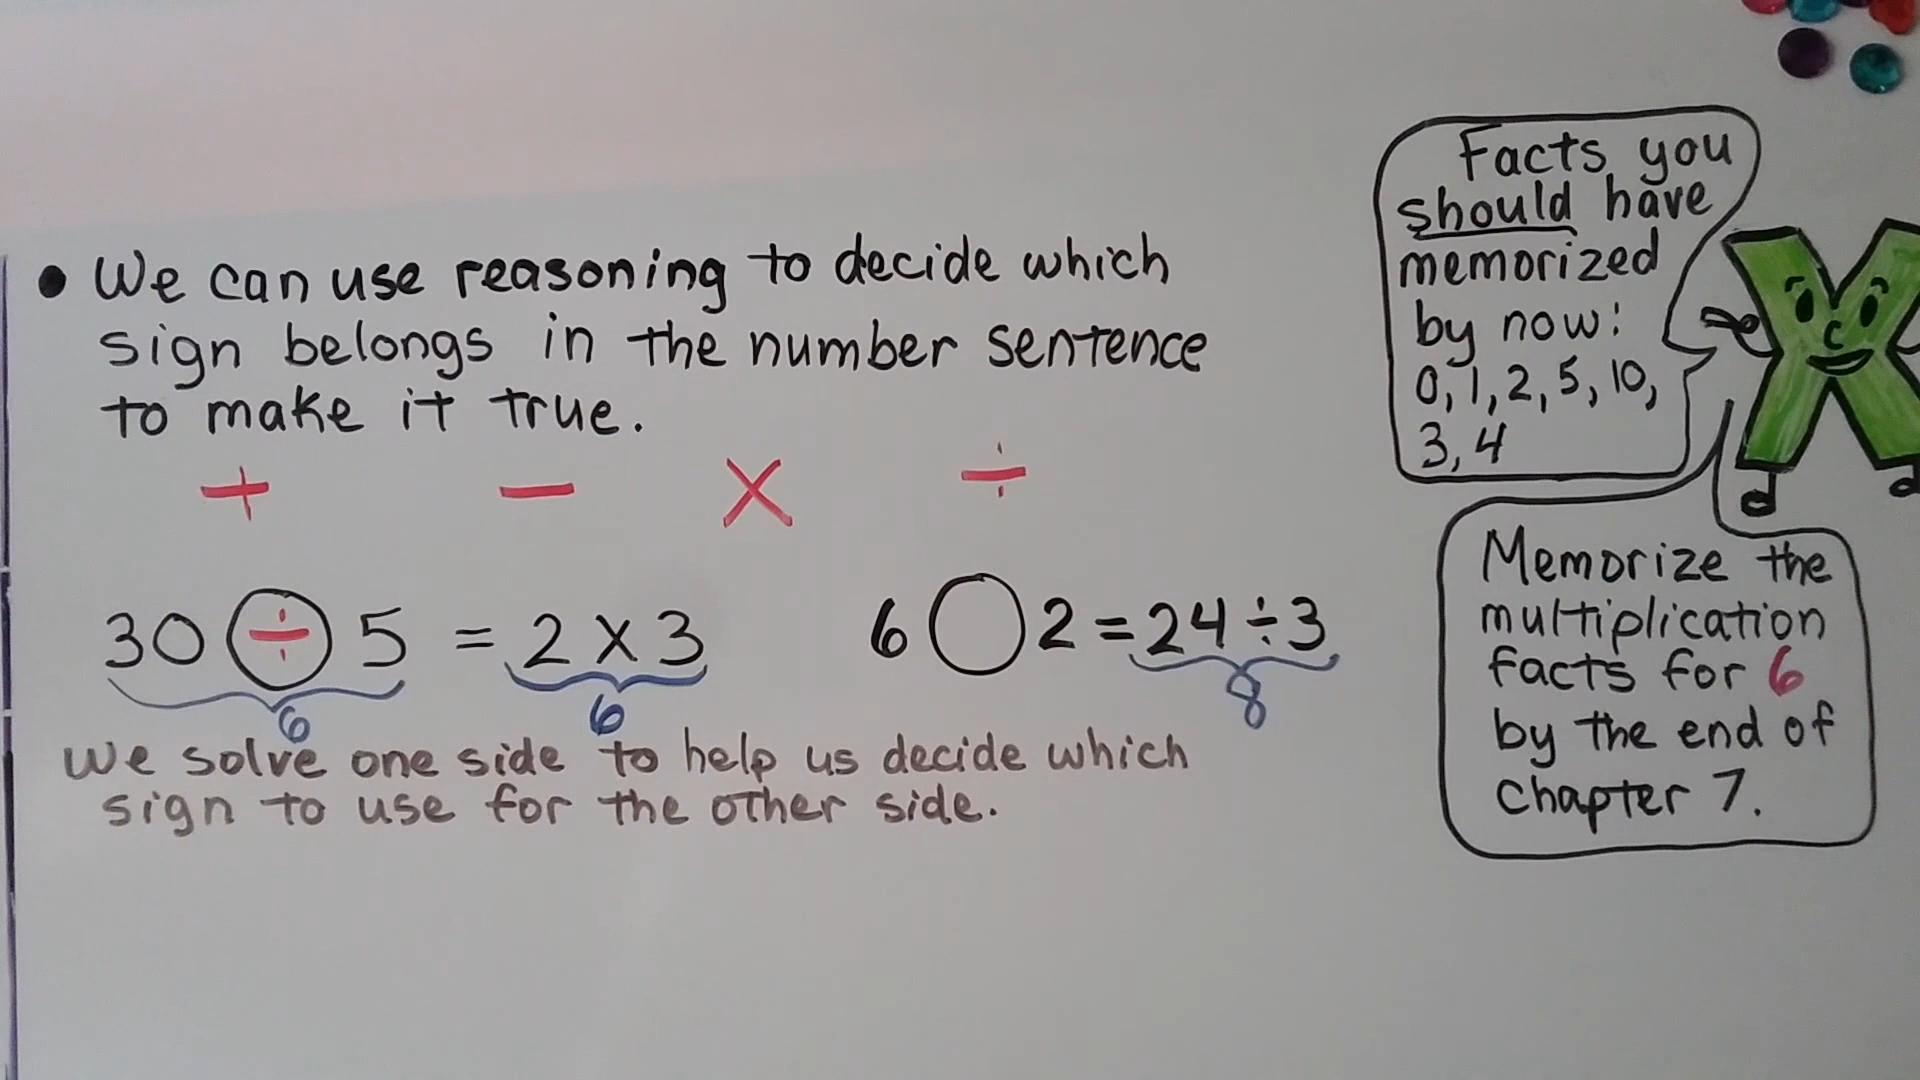 • We can use reasoning to decide which
sign belongs in the number sentence
to make it true.
+ − × ÷
30 ÷ 5 = 2 × 3
6 6
6 ◯ 2 = 24 ÷ 3
8
We solve one side to help us decide which
sign to use for the other side.
Facts you
should have
memorized
by now:
0, 1, 2, 5, 10,
3, 4
Memorize the
multiplication
facts for 6
by the end of
Chapter 7.